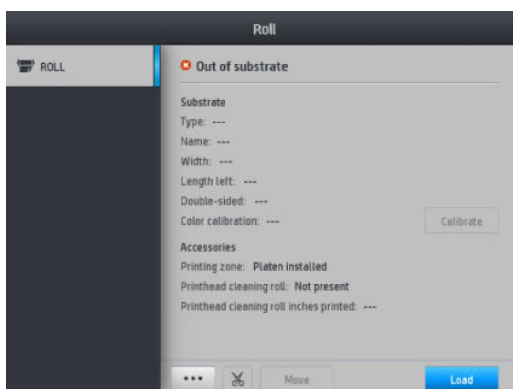 Roll
ROLL
Out of substrate
Substrate
Type: ---
Name: ---
Width: ---
Length left: ---
Double-sided: ---
Color calibration: ---
Calibrate
Accessories
Printing zone: Platen installed
Printhead cleaning roll: Not present
Printhead cleaning roll inches printed: ---
Move
Load